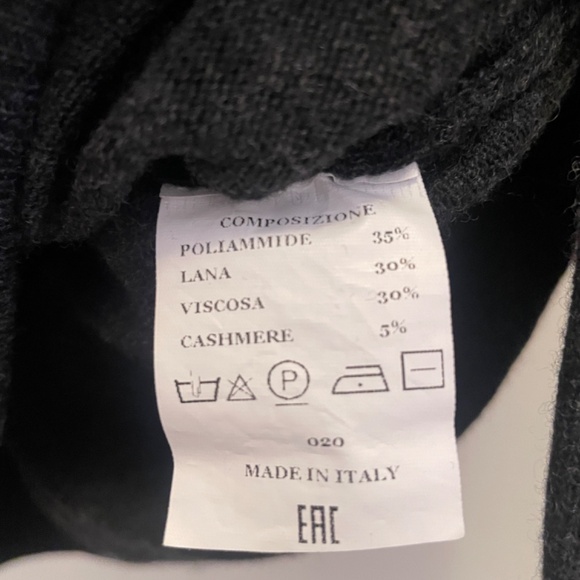 COMPOSIZIONE
POLIAMMIDE 35%
LANA 30%
VISCOSA 30%
CASHMERE 5%
P
020
MADE IN ITALY
EAC